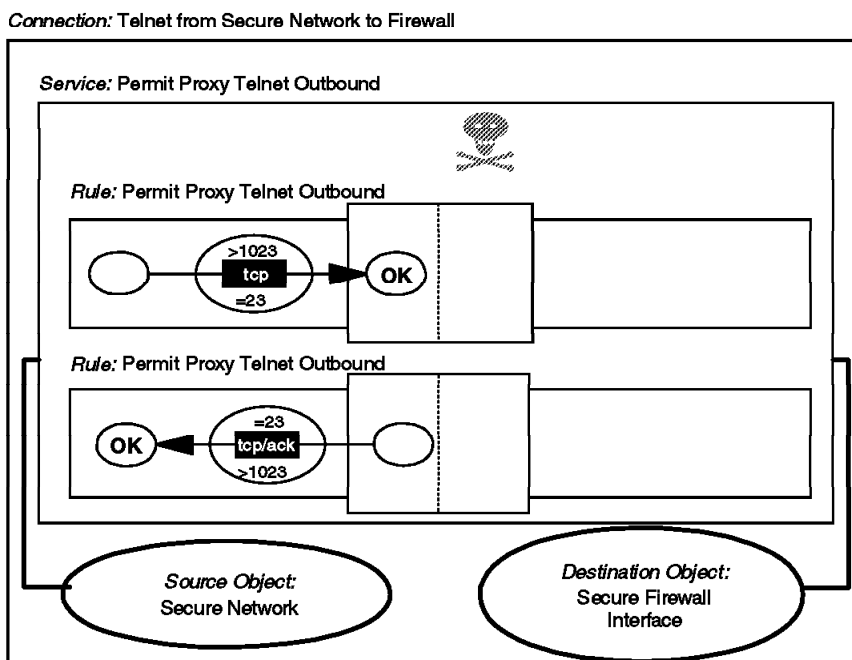 Connection: Telnet from Secure Network to Firewall
Service: Permit Proxy Telnet Outbound
Rule: Permit Proxy Telnet Outbound
>1023
tcp
=23
OK
Rule: Permit Proxy Telnet Outbound
OK
=23
tcp/ack
>1023
Source Object:
Secure Network
Destination Object:
Secure Firewall
Interface